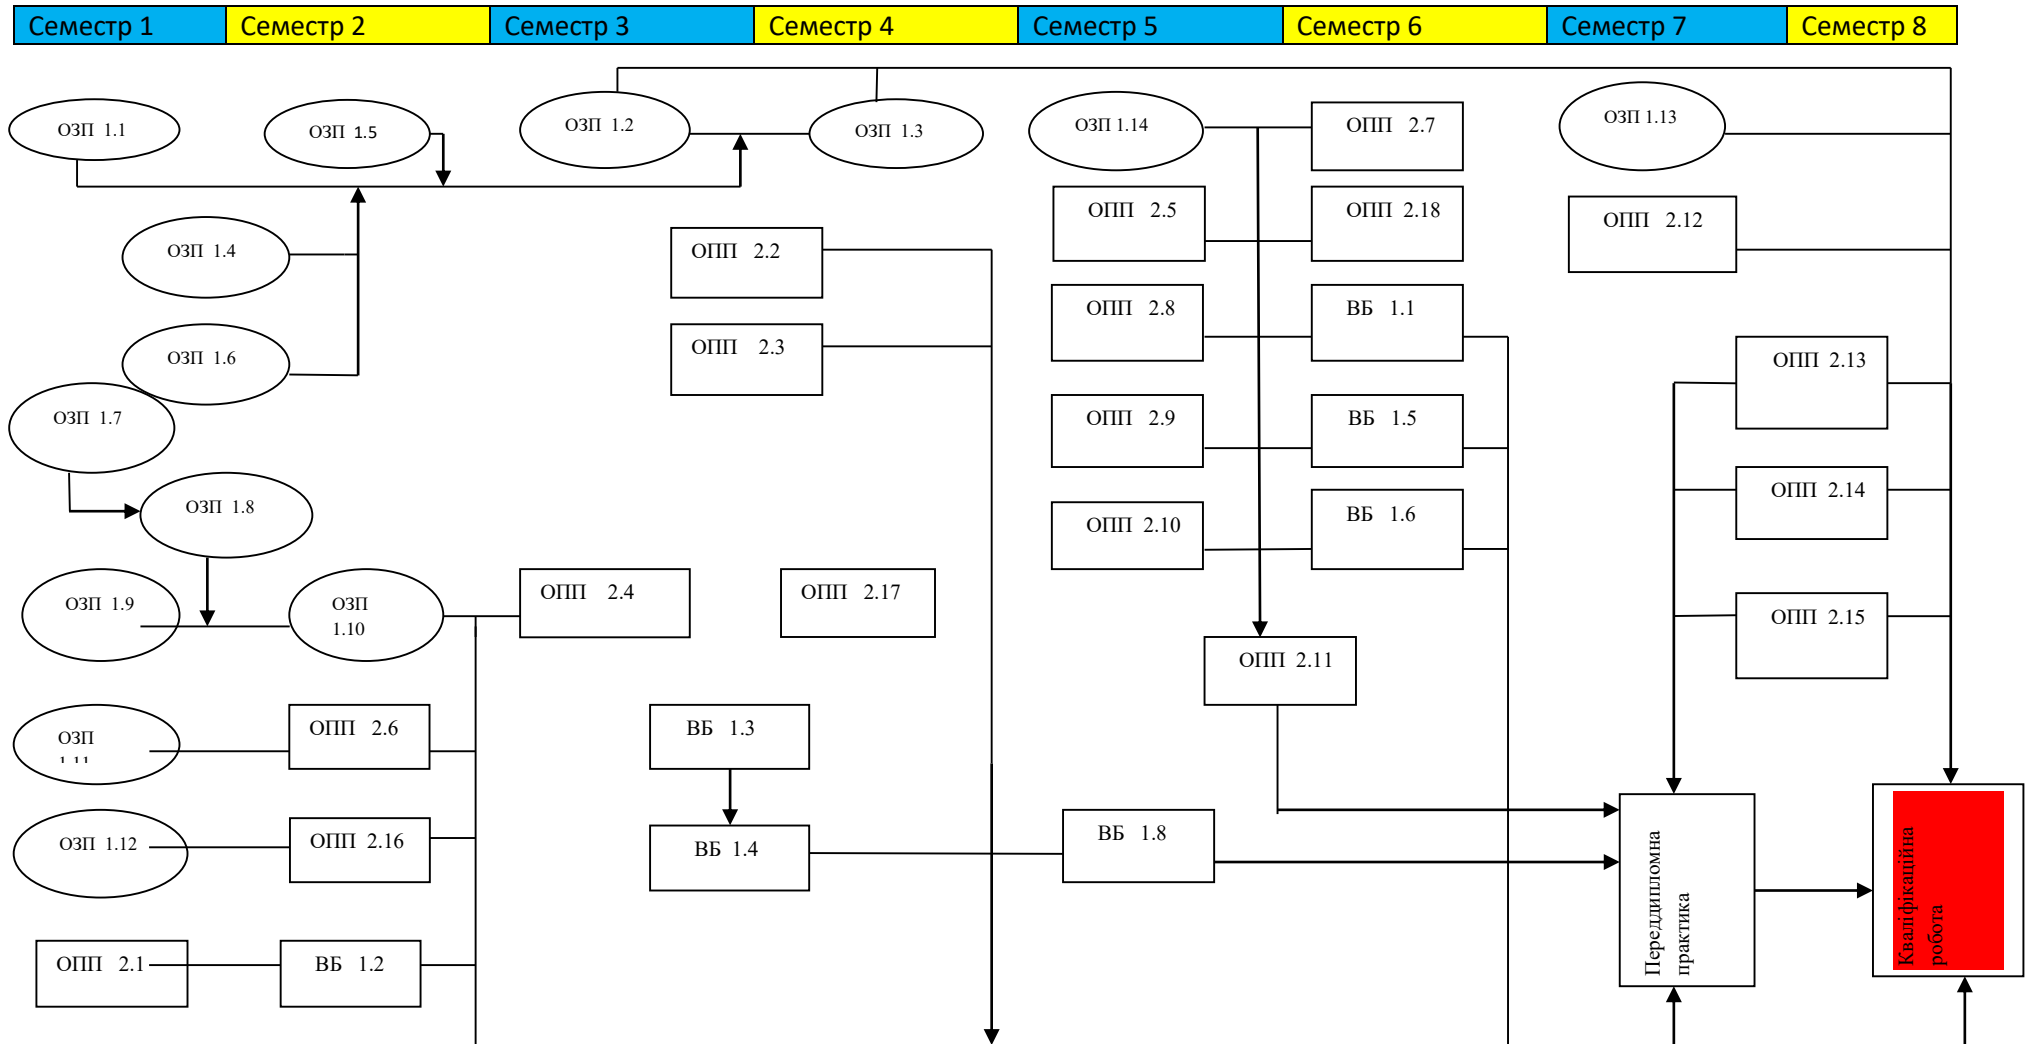 Семестр 1 Семестр 2 Семестр 3 Семестр 4 Семестр 5 Семестр 6 Семестр 7 Семестр 8
ОЗП 1.1
ОЗП 1.5
ОЗП 1.2
ОЗП 1.3
ОЗП 1.14
ОПП 2.7
ОЗП 1.13
ОЗП 1.4
ОПП 2.2
ОПП 2.5
ОПП 2.18
ОПП 2.12
ОЗП 1.6
ОПП 2.3
ОПП 2.8
ВБ 1.1
ОПП 2.13
ОЗП 1.7
ОПП 2.9
ВБ 1.5
ОЗП 1.8
ОПП 2.10
ВБ 1.6
ОПП 2.14
ОЗП 1.9
ОЗП
1.10
ОПП 2.4
ОПП 2.17
ОПП 2.11
ОПП 2.15
ОЗП
1.11
ОПП 2.6
ВБ 1.3
ОЗП 1.12
ОПП 2.16
ВБ 1.4
ВБ 1.8
Переддипломна
практика
Кваліфікаційна
робота
ОПП 2.1
ВБ 1.2